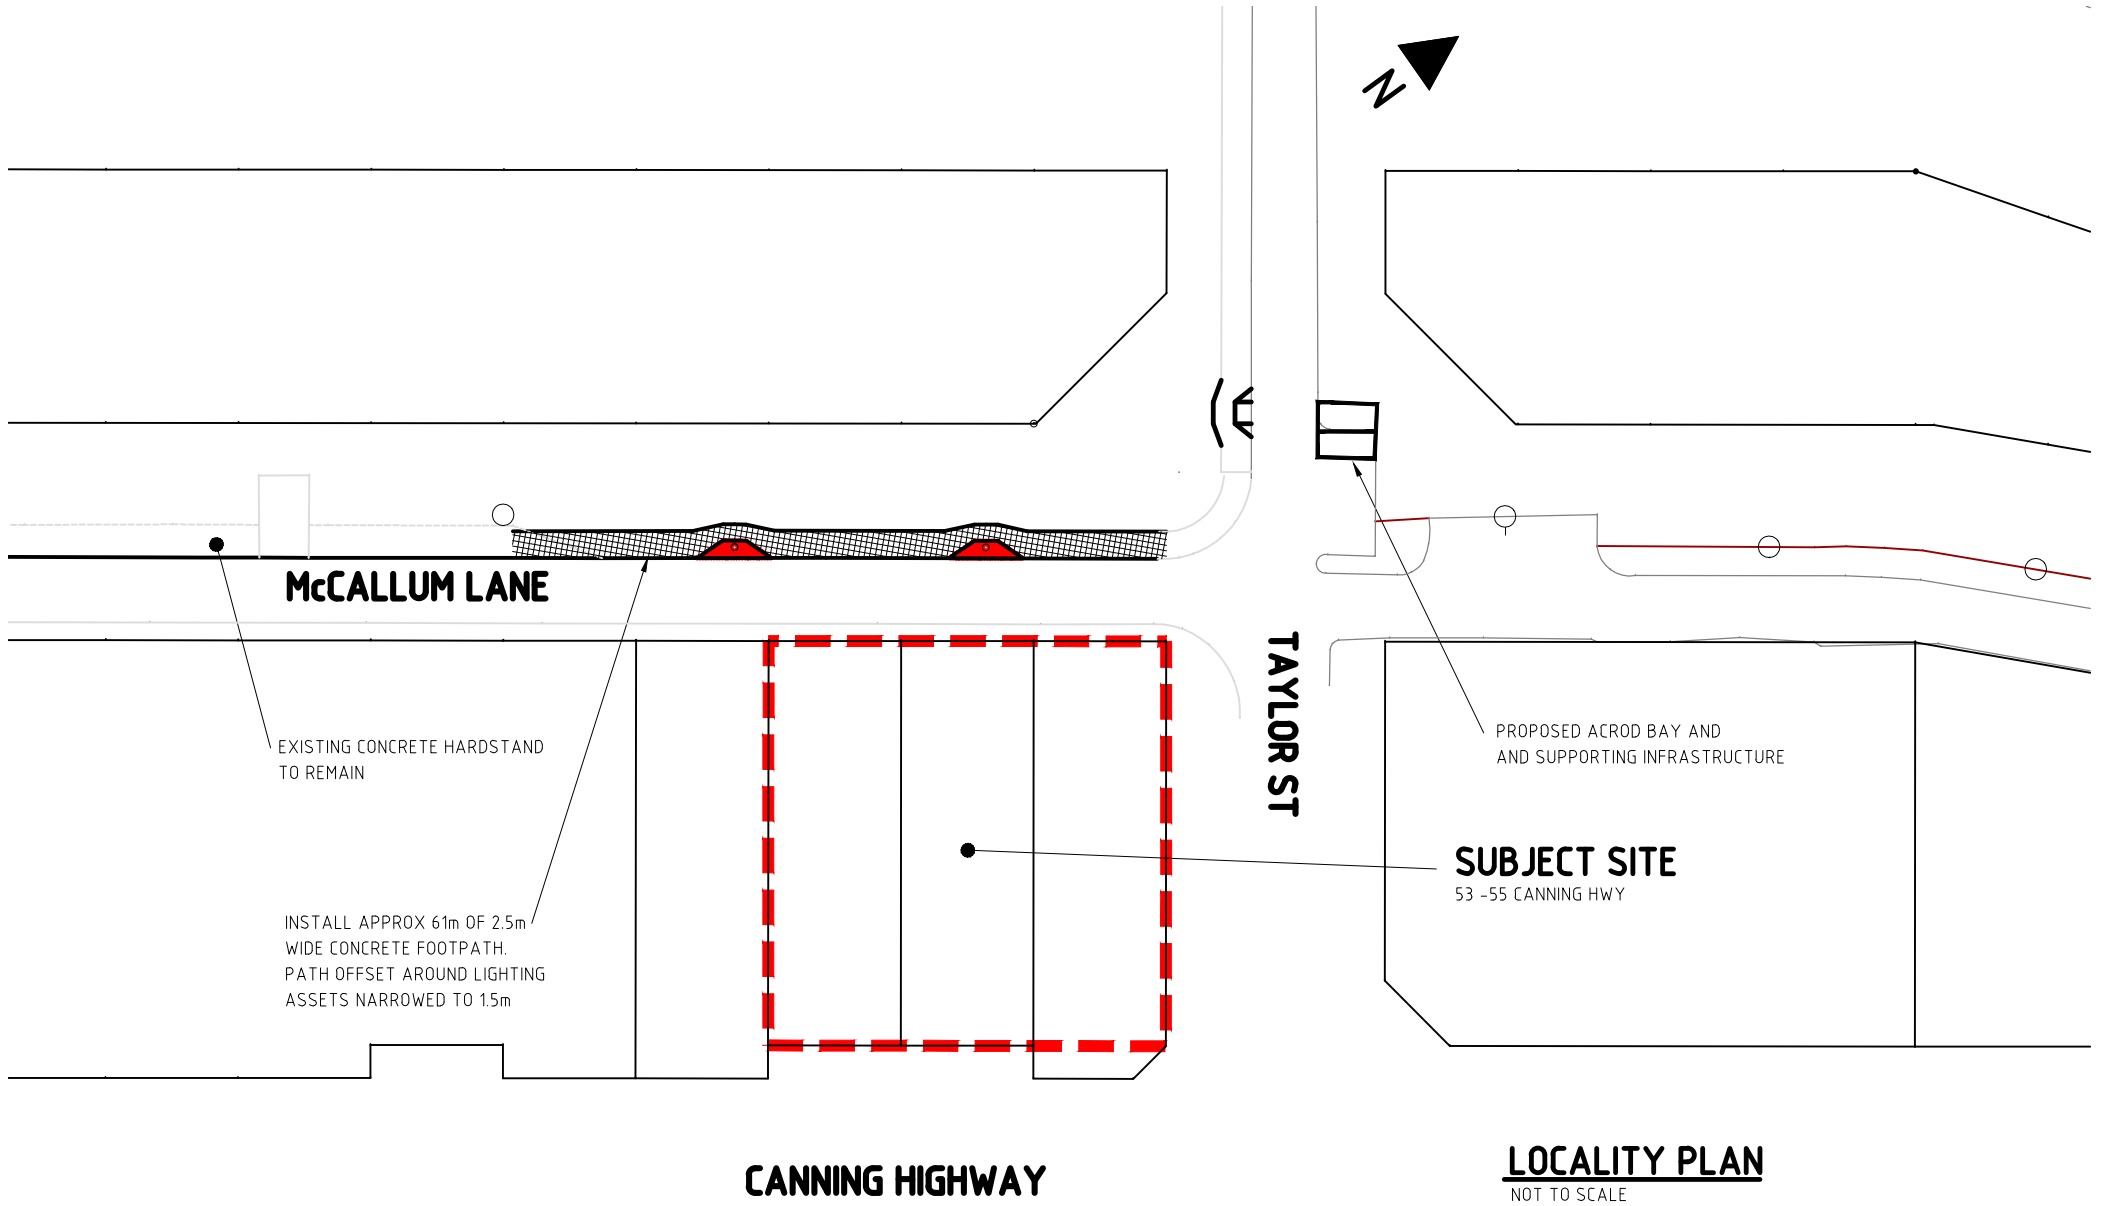 N
McCALLUM LANE
TAYLOR ST
EXISTING CONCRETE HARDSTAND
TO REMAIN
PROPOSED ACROD BAY AND
AND SUPPORTING INFRASTRUCTURE
SUBJECT SITE
53 -55 CANNING HWY
INSTALL APPROX 61m OF 2.5m
WIDE CONCRETE FOOTPATH.
PATH OFFSET AROUND LIGHTING
ASSETS NARROWED TO 1.5m
CANNING HIGHWAY
LOCALITY PLAN
NOT TO SCALE